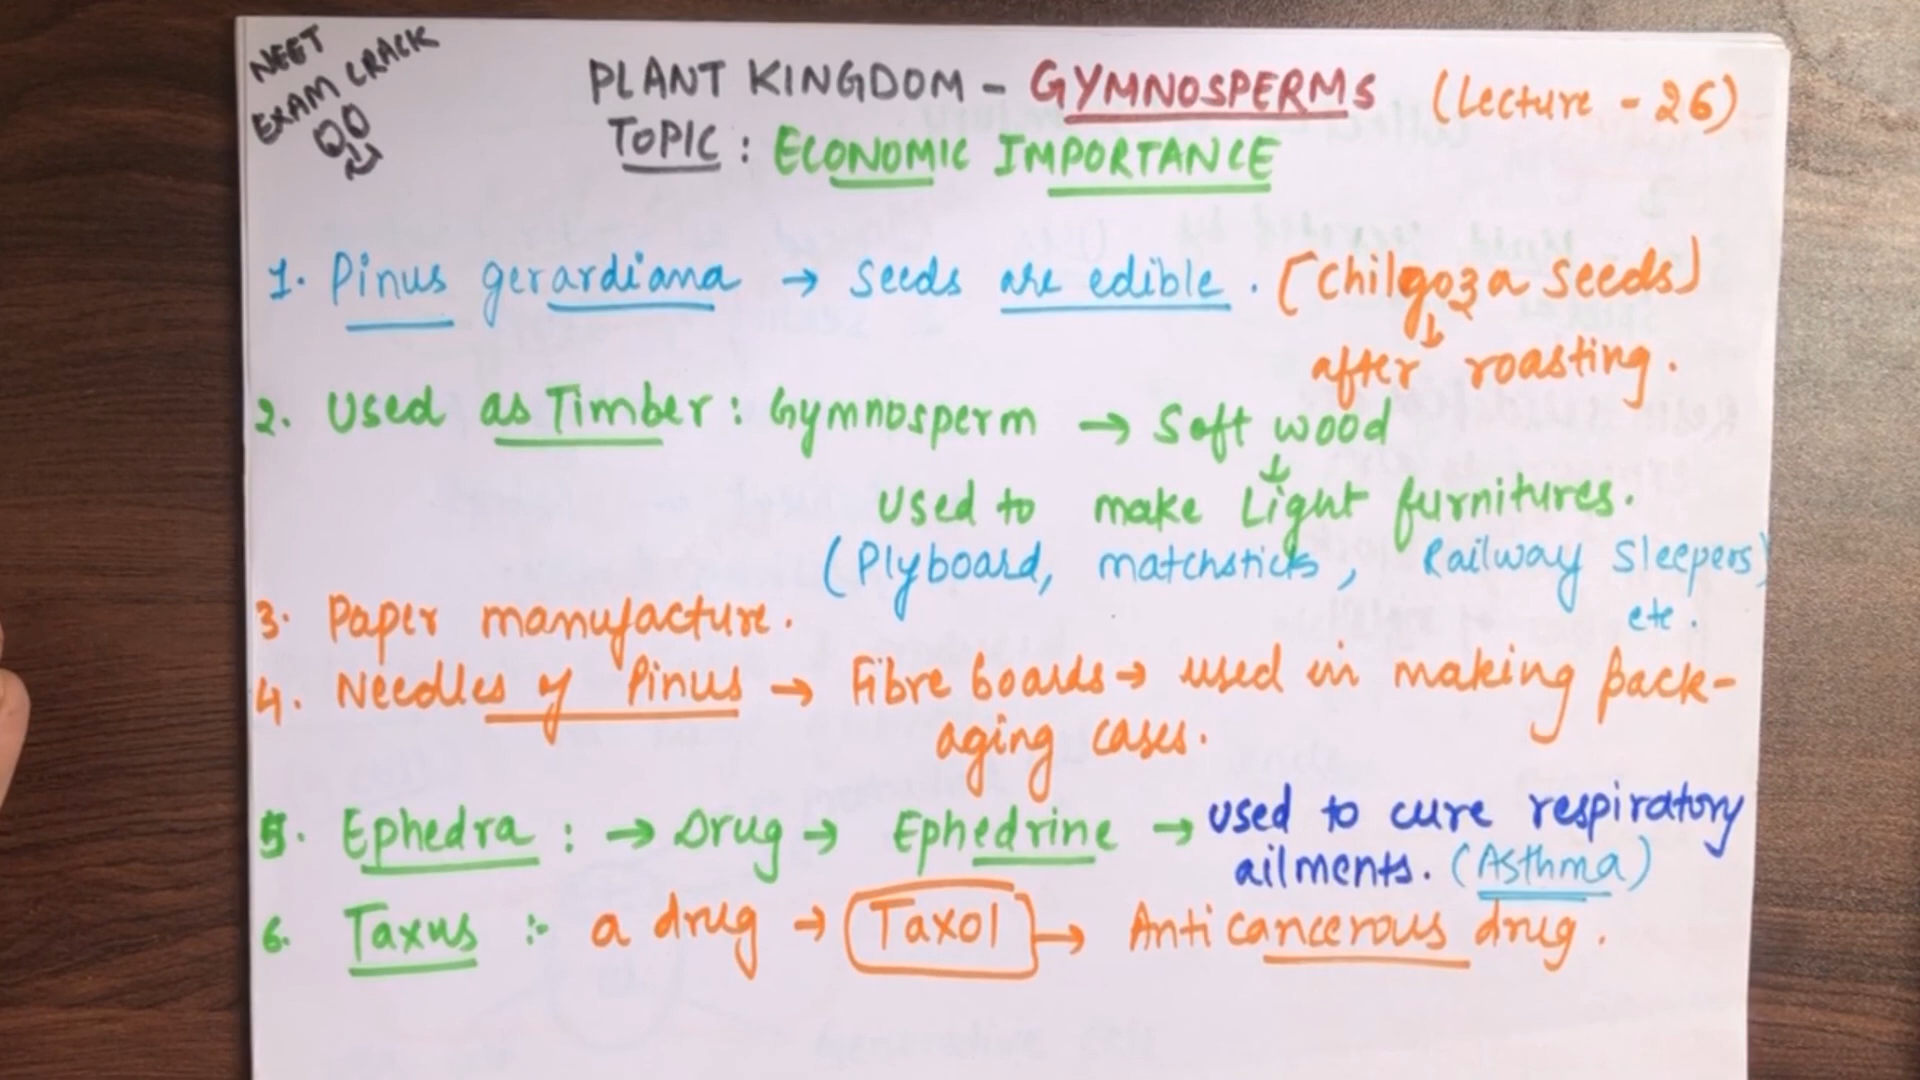 NEET
EXAM CRACK
PLANT KINGDOM - GYMNOSPERMS (Lecture - 26)
TOPIC : ECONOMIC IMPORTANCE
1. Pinus gerardiana → Seeds are edible. (Chilgoza Seeds)
↓
after roasting.
2. Used as Timber : Gymnosperm → Soft wood
↓
used to make Light furnitures.
(Plyboard, matchsticks, Railway Sleepers)
etc.
3. Paper manufacture.
4. Needles of Pinus → Fibre boards → used in making pack-
aging cases.
5. Ephedra : → Drug → Ephedrine → used to cure respiratory
ailments. (Asthma)
6. Taxus :- a drug → Taxol → Anti cancerous drug.